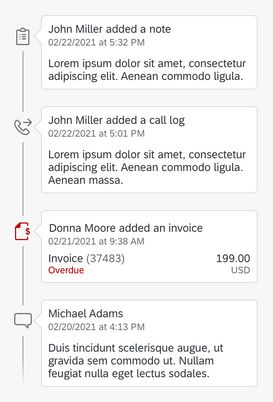 John Miller added a note
02/22/2021 at 5:32 PM
Lorem ipsum dolor sit amet, consectetur
adipiscing elit. Aenean commodo ligula.
John Miller added a call log
02/22/2021 at 5:01 PM
Lorem ipsum dolor sit amet, consectetur
adipiscing elit. Aenean commodo ligula.
Aenean massa.
Donna Moore added an invoice
02/21/2021 at 9:38 AM
Invoice (37483) 199.00
Overdue USD
Michael Adams
02/20/2021 at 4:13 PM
Duis tincidunt scelerisque augue, ut
gravida sem commodo ut. Nullam
feugiat nulla eget lectus sodales.